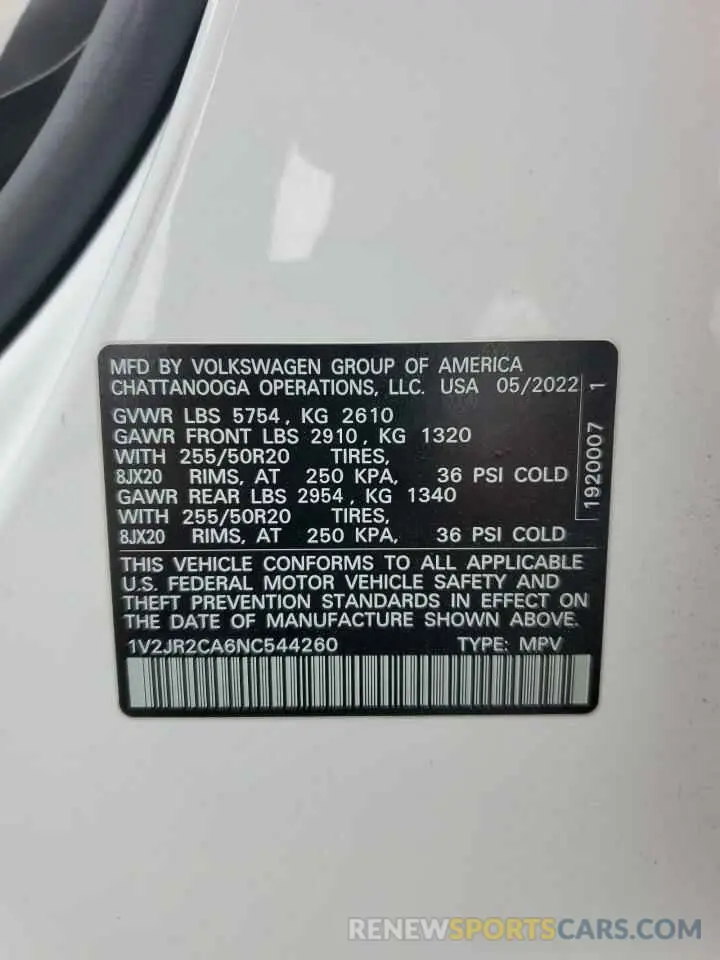 MFD BY VOLKSWAGEN GROUP OF AMERICA
CHATTANOOGA OPERATIONS, LLC. USA 05/2022
GVWR LBS 5754, KG 2610
GAWR FRONT LBS 2910, KG 1320
WITH 255/50R20 TIRES,
8JX20 RIMS, AT 250 KPA, 36 PSI COLD
GAWR REAR LBS 2954, KG 1340
WITH 255/50R20 TIRES,
8JX20 RIMS, AT 250 KPA, 36 PSI COLD
1920007 1
THIS VEHICLE CONFORMS TO ALL APPLICABLE
U.S. FEDERAL MOTOR VEHICLE SAFETY AND
THEFT PREVENTION STANDARDS IN EFFECT ON
THE DATE OF MANUFACTURE SHOWN ABOVE.
1V2JR2CA6NC544260 TYPE: MPV
RENEWSPORTSCARS.COM